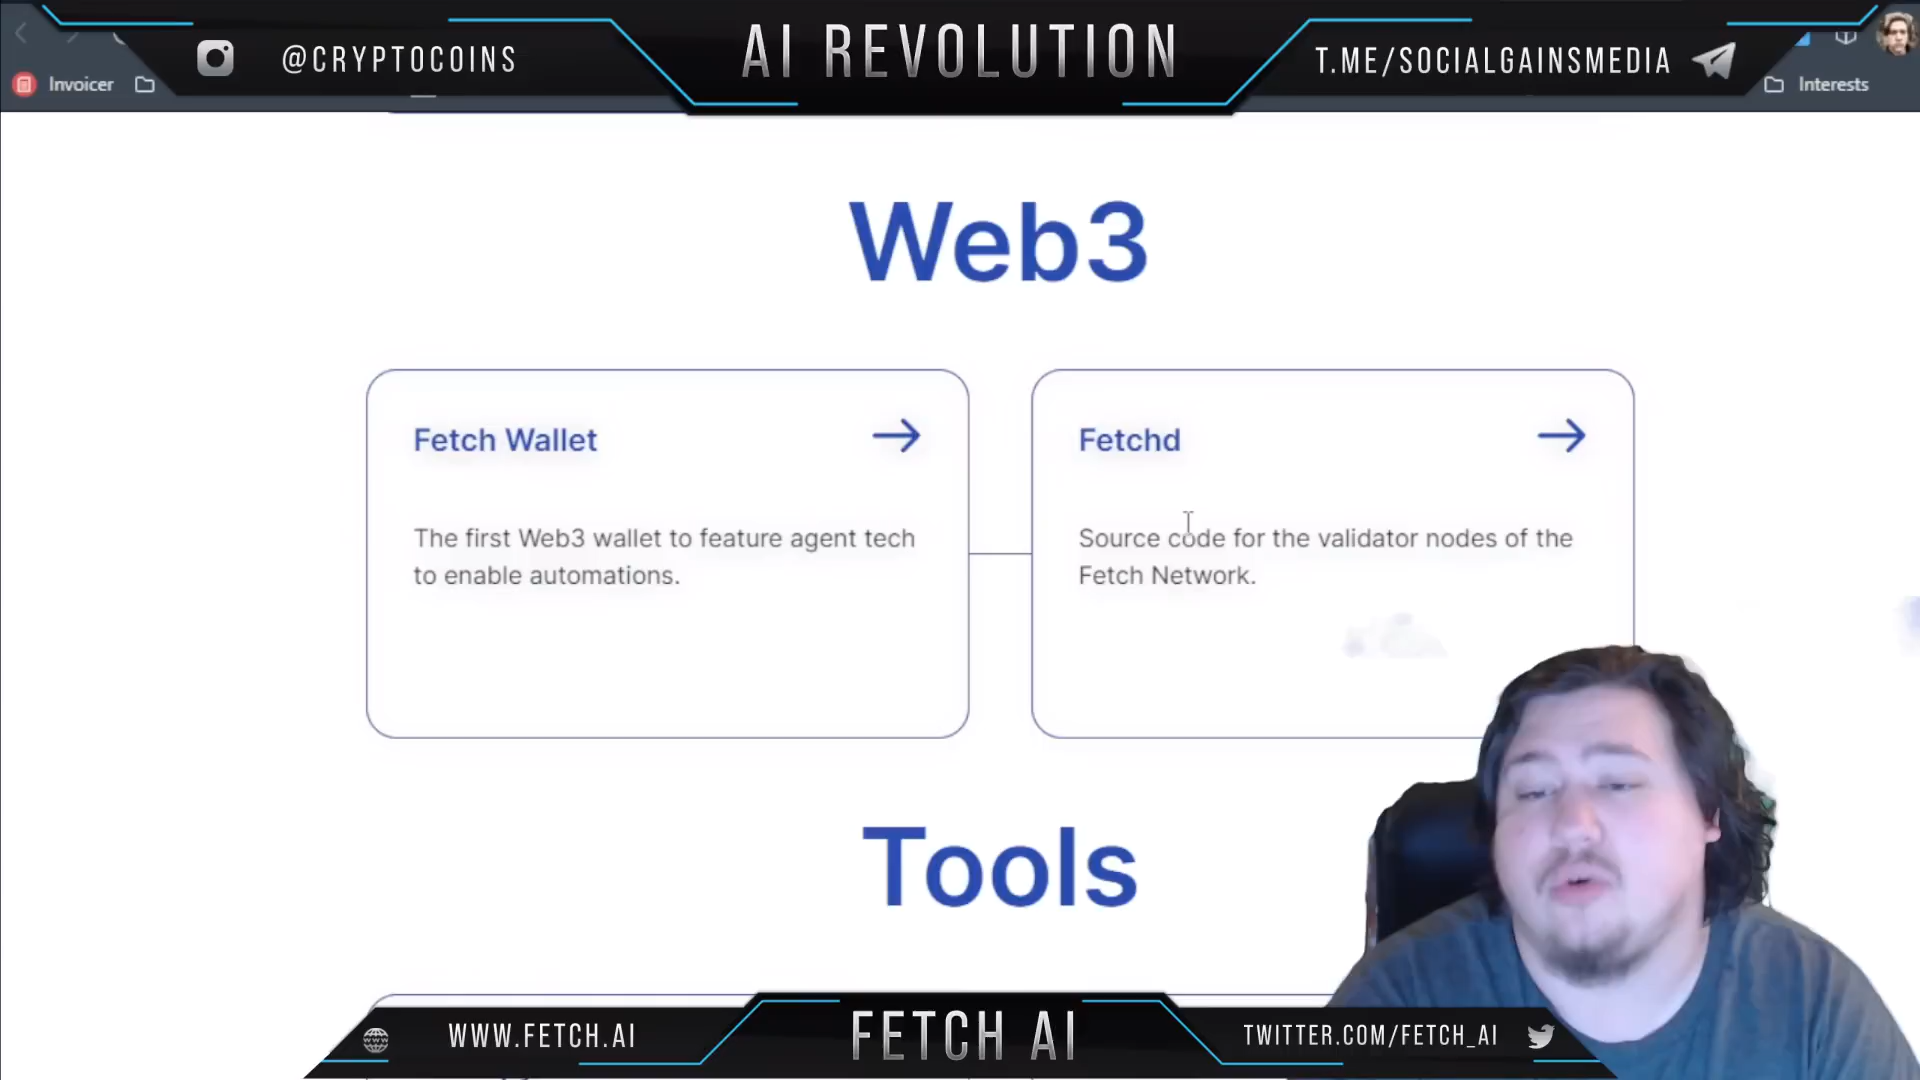 @CRYPTOCOINS
AI REVOLUTION
T.ME/SOCIALGAINSMEDIA
Invoicer
Interests
Web3
Fetch Wallet
The first Web3 wallet to feature agent tech
to enable automations.
Fetchd
Source code for the validator nodes of the
Fetch Network.
Tools
WWW.FETCH.AI
FETCH AI
TWITTER.COM/FETCH_AI